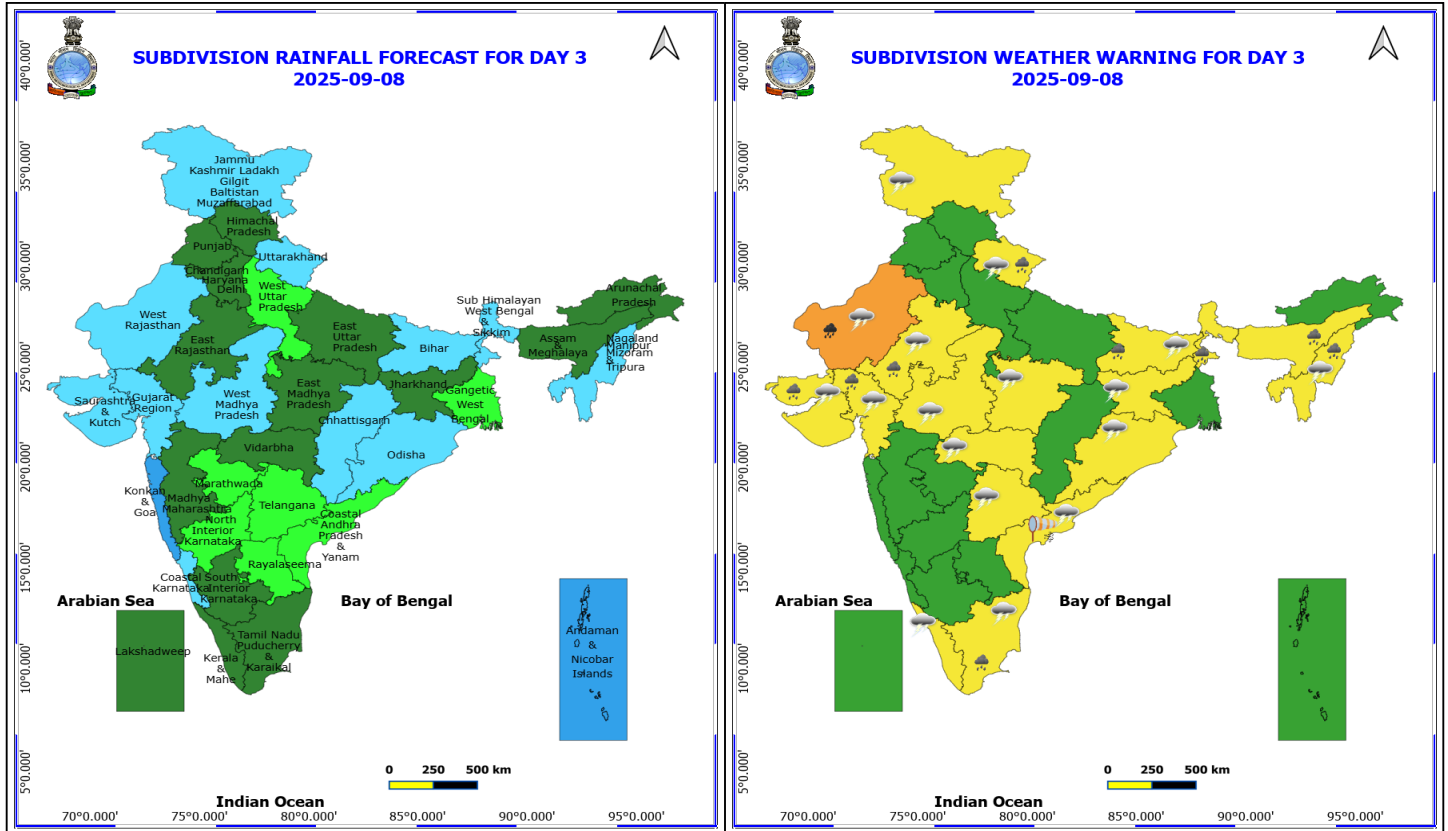 SUBDIVISION RAINFALL FORECAST FOR DAY 3
2025-09-08
40°0.000'
35°0.000'
30°0.000'
25°0.000'
20°0.000'
15°0.000'
10°0.000'
5°0.000'
Jammu
Kashmir Ladakh
Gilgit
Baltistan
Muzaffarabad
Himachal
Pradesh
Punjab
Uttarakhand
Chandigarh
Haryana
Delhi
West
Uttar
Pradesh
West
Rajasthan
East
Rajasthan
East
Uttar
Pradesh
Sub Himalayan
West Bengal
&
Sikkim
Arunachal
Pradesh
Assam
&
Meghalaya
Nagaland
Manipur
Mizoram
&
Tripura
Bihar
Jharkhand
Gangetic
West
Bengal
Saurashtra
&
Kutch
Gujarat
Region
West
Madhya
Pradesh
East
Madhya
Pradesh
Chhattisgarh
Odisha
Vidarbha
Konkan
&
Goa
Madhya
Maharashtra
Marathwada
Telangana
North
Interior
Karnataka
Coastal
Andhra
Pradesh
&
Yanam
Rayalaseema
Coastal
Karnataka
South
Interior
Karnataka
Arabian Sea
Bay of Bengal
Lakshadweep
Kerala
&
Mahe
Tamil Nadu
Puducherry
&
Karaikal
Andaman
&
Nicobar
Islands
0 250 500 km
Indian Ocean
70°0.000' 75°0.000' 80°0.000' 85°0.000' 90°0.000' 95°0.000'
SUBDIVISION WEATHER WARNING FOR DAY 3
2025-09-08
40°0.000'
35°0.000'
30°0.000'
25°0.000'
20°0.000'
15°0.000'
10°0.000'
5°0.000'
Arabian Sea
Bay of Bengal
0 250 500 km
Indian Ocean
70°0.000' 75°0.000' 80°0.000' 85°0.000' 90°0.000' 95°0.000'